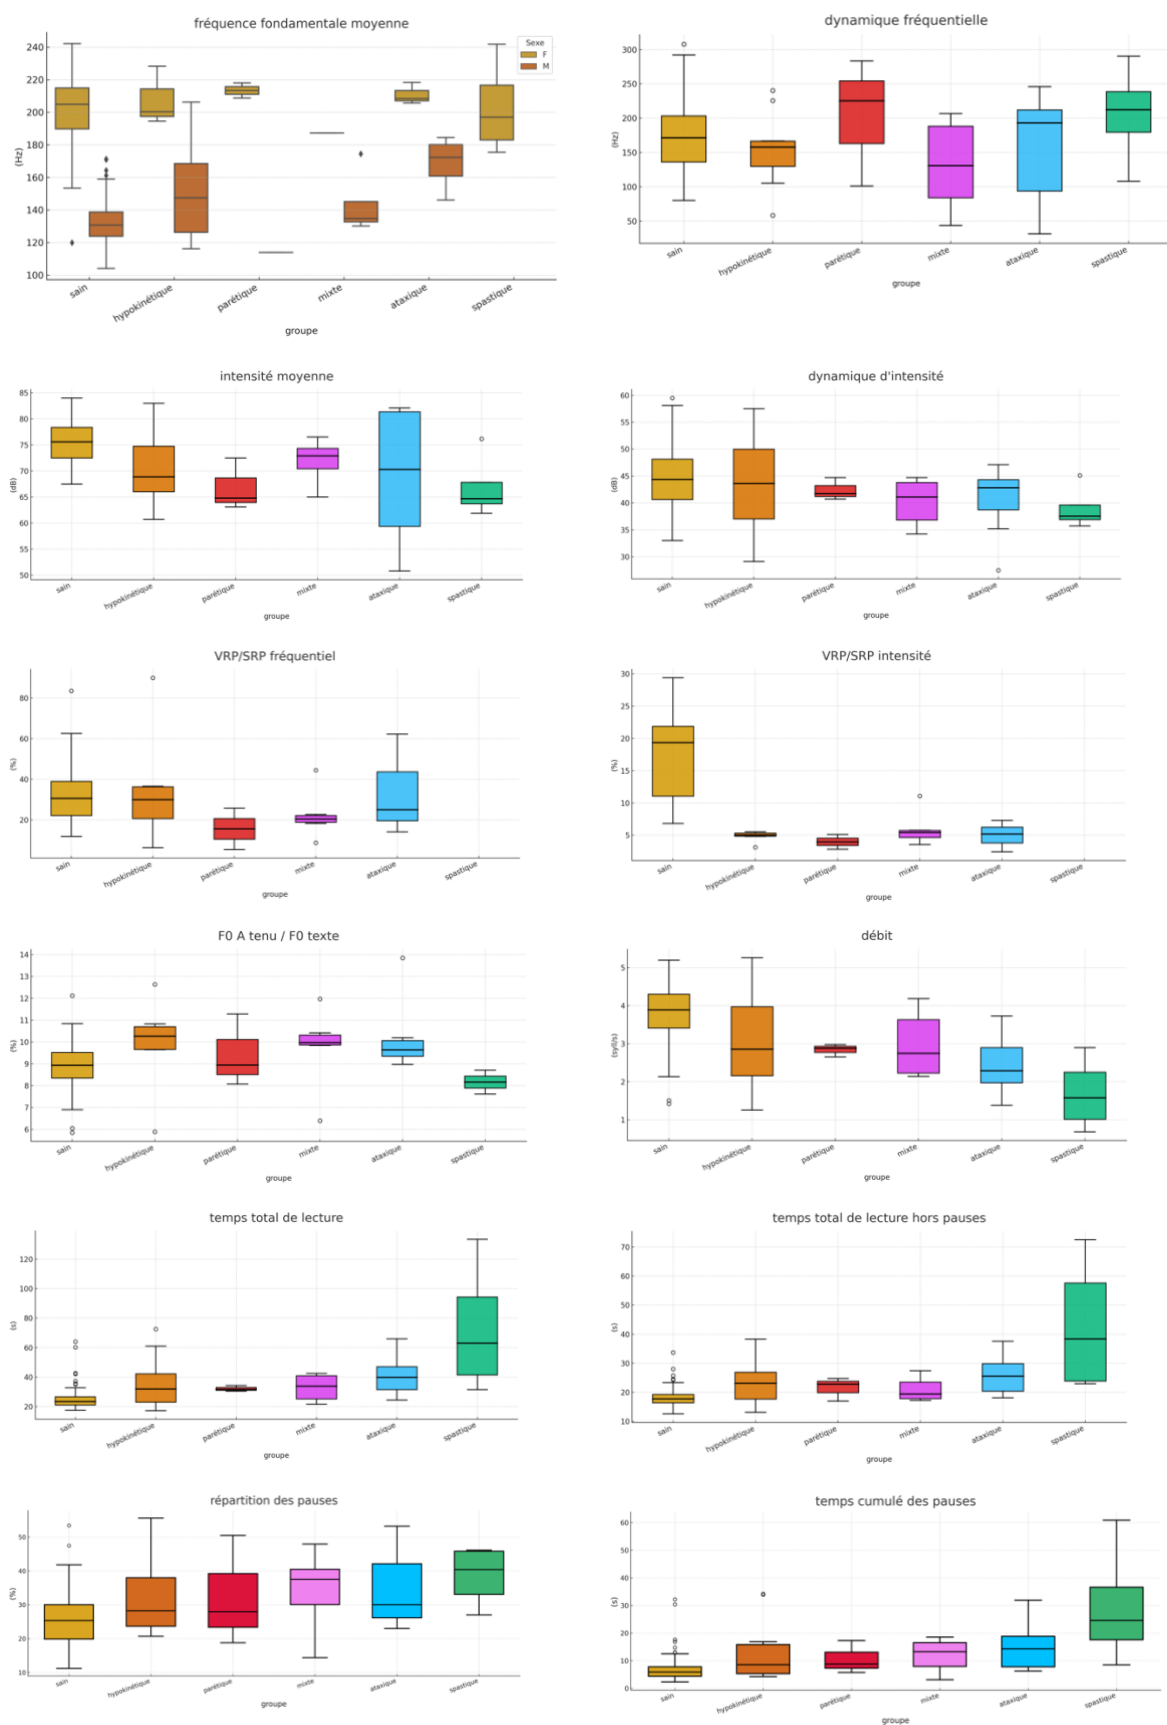 fréquence fondamentale moyenne
Sexe
F
M
240
220
200
180
160
140
120
100
(Hz)
sain
hypokinétique
parétique
mixte
ataxique
spastique
groupe
dynamique fréquentielle
300
250
200
150
100
50
(Hz)
sain
hypokinétique
parétique
mixte
ataxique
spastique
groupe
intensité moyenne
85
80
75
70
65
60
55
50
(dB)
sain
hypokinétique
parétique
mixte
ataxique
spastique
groupe
dynamique d'intensité
60
55
50
45
40
35
30
(dB)
sain
hypokinétique
parétique
mixte
ataxique
spastique
groupe
VRP/SRP fréquentiel
80
60
40
20
(%)
sain
hypokinétique
parétique
mixte
ataxique
spastique
groupe
VRP/SRP intensité
30
25
20
15
10
5
(%)
sain
hypokinétique
parétique
mixte
ataxique
spastique
groupe
F0 A tenu / F0 texte
14
13
12
11
10
9
8
7
6
(%)
sain
hypokinétique
parétique
mixte
ataxique
spastique
groupe
débit
5
4
3
2
1
(syll/s)
sain
hypokinétique
parétique
mixte
ataxique
spastique
groupe
temps total de lecture
120
100
80
60
40
20
(s)
sain
hypokinétique
parétique
mixte
ataxique
spastique
groupe
temps total de lecture hors pauses
70
60
50
40
30
20
10
(s)
sain
hypokinétique
parétique
mixte
ataxique
spastique
groupe
répartition des pauses
50
40
30
20
10
(%)
sain
hypokinétique
parétique
mixte
ataxique
spastique
groupe
temps cumulé des pauses
60
50
40
30
20
10
0
(s)
sain
hypokinétique
parétique
mixte
ataxique
spastique
groupe